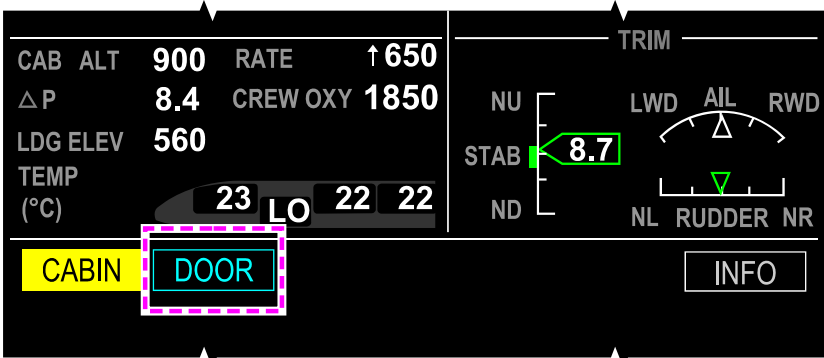 CAB ALT 900 RATE ↑650
△P 8.4 CREW OXY 1850
LDG ELEV 560
TEMP
(°C) 23 LO 22 22
TRIM
NU
STAB 8.7
ND
LWD AIL RWD
NL RUDDER NR
CABIN DOOR INFO